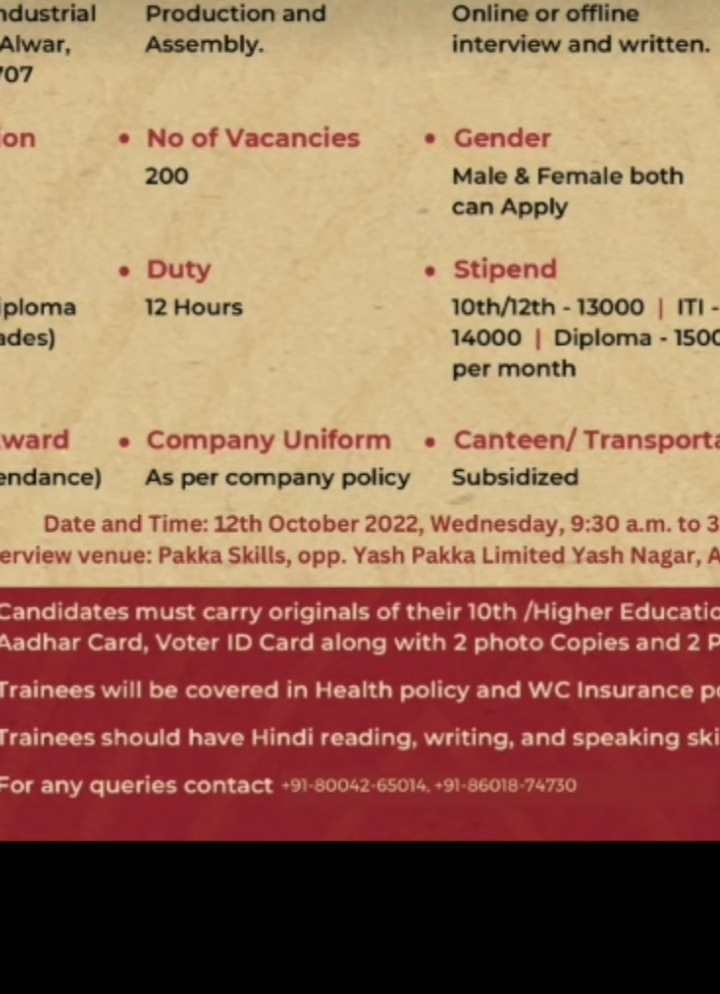 ndustrial
Alwar,
707
Production and
Assembly.
Online or offline
interview and written.
ion
• No of Vacancies
200
• Gender
Male & Female both
can Apply
iploma
ades)
• Duty
12 Hours
• Stipend
10th/12th - 13000 | ITI -
14000 | Diploma - 1500
per month
ward
endance)
• Company Uniform
As per company policy
• Canteen/ Transporta
Subsidized
Date and Time: 12th October 2022, Wednesday, 9:30 a.m. to 3
erview venue: Pakka Skills, opp. Yash Pakka Limited Yash Nagar, A
Candidates must carry originals of their 10th /Higher Educatio
Aadhar Card, Voter ID Card along with 2 photo Copies and 2 P
Trainees will be covered in Health policy and WC Insurance po
Trainees should have Hindi reading, writing, and speaking ski
For any queries contact +91-80042-65014, +91-86018-74730